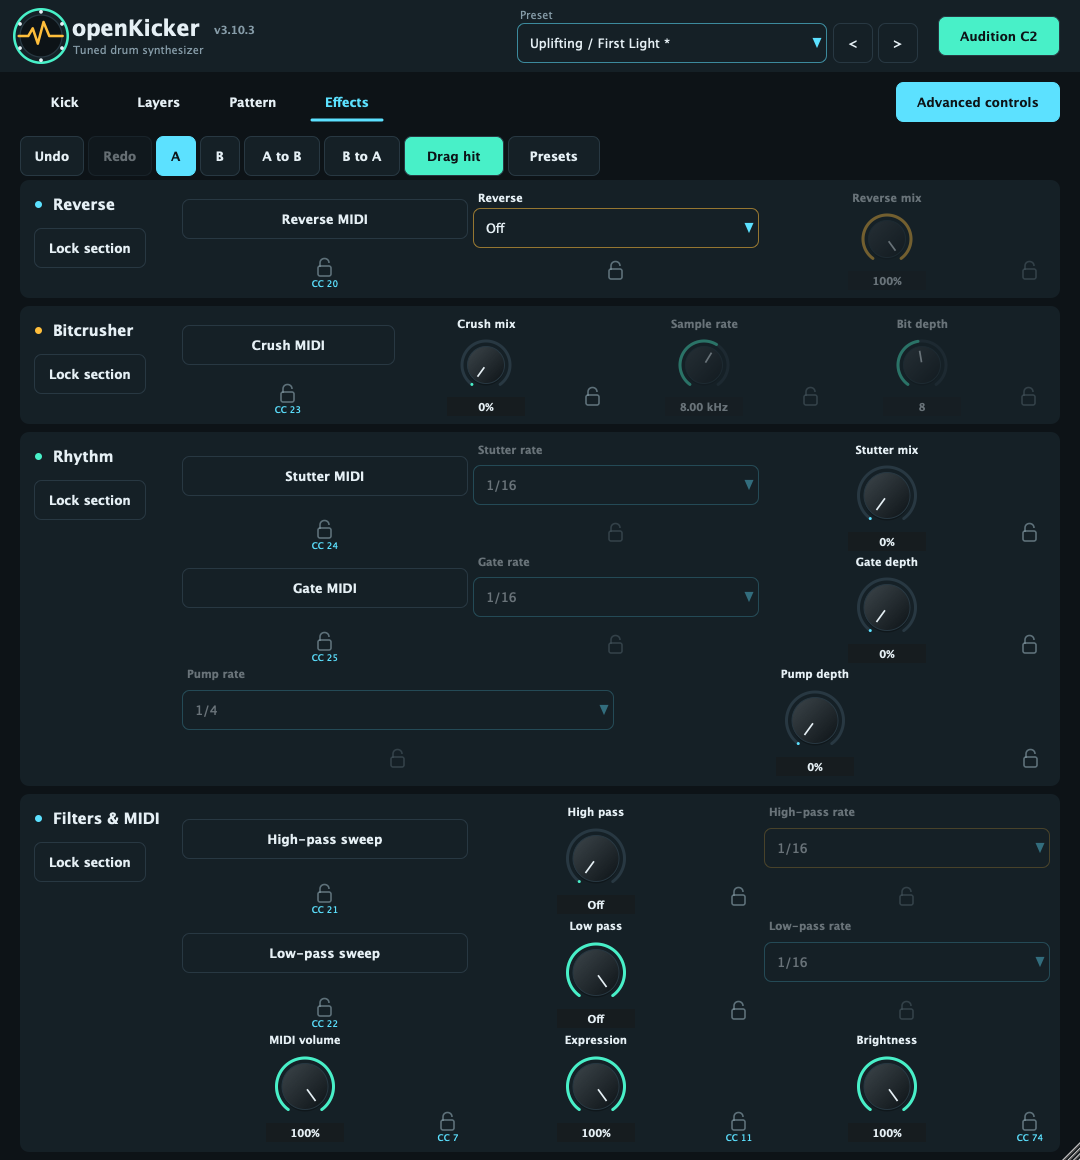 openKicker v3.10.3
Tuned drum synthesizer
Preset
Uplifting / First Light *
<
>
Audition C2
Kick
Layers
Pattern
Effects
Advanced controls
Undo
Redo
A
B
A to B
B to A
Drag hit
Presets
Reverse
Lock section
Reverse MIDI
CC 20
Reverse
Off
Reverse mix
100%
Bitcrusher
Lock section
Crush MIDI
CC 23
Crush mix
0%
Sample rate
8.00 kHz
Bit depth
8
Rhythm
Lock section
Stutter MIDI
CC 24
Stutter rate
1/16
Stutter mix
0%
Gate MIDI
CC 25
Gate rate
1/16
Gate depth
0%
Pump rate
1/4
Pump depth
0%
Filters & MIDI
Lock section
High-pass sweep
CC 21
High pass
Off
High-pass rate
1/16
Low-pass sweep
CC 22
Low pass
Off
Low-pass rate
1/16
MIDI volume
100%
CC 7
Expression
100%
CC 11
Brightness
100%
CC 74